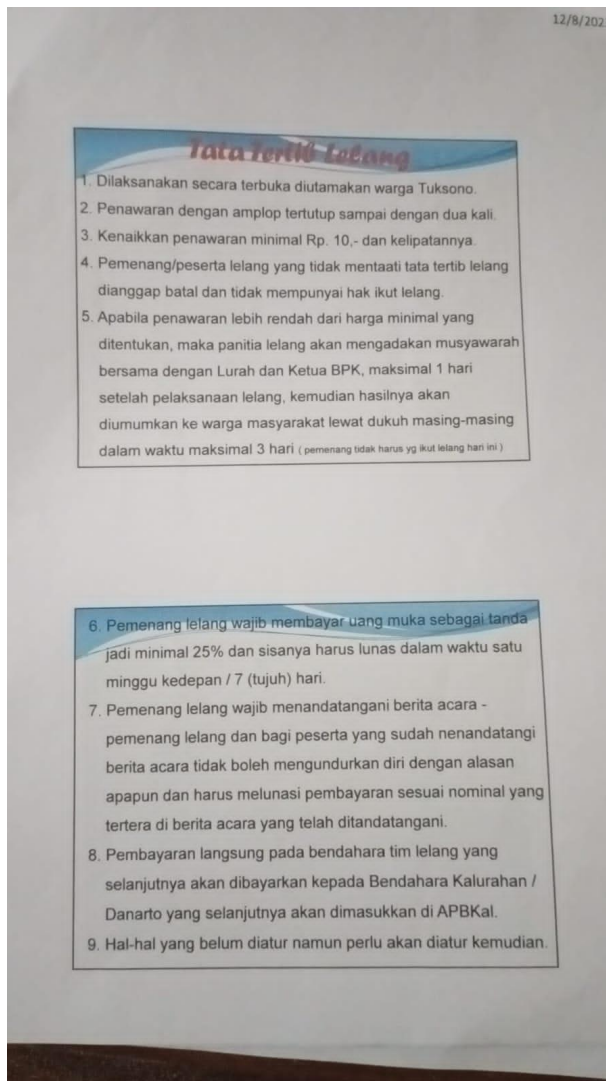 12/8/202
Tata Tertib Lelang
1. Dilaksanakan secara terbuka diutamakan warga Tuksono.
2. Penawaran dengan amplop tertutup sampai dengan dua kali.
3. Kenaikkan penawaran minimal Rp. 10,- dan kelipatannya.
4. Pemenang/peserta lelang yang tidak mentaati tata tertib lelang
dianggap batal dan tidak mempunyai hak ikut lelang.
5. Apabila penawaran lebih rendah dari harga minimal yang
ditentukan, maka panitia lelang akan mengadakan musyawarah
bersama dengan Lurah dan Ketua BPK, maksimal 1 hari
setelah pelaksanaan lelang, kemudian hasilnya akan
diumumkan ke warga masyarakat lewat dukuh masing-masing
dalam waktu maksimal 3 hari ( pemenang tidak harus yg ikut lelang hari ini )
6. Pemenang lelang wajib membayar uang muka sebagai tanda
jadi minimal 25% dan sisanya harus lunas dalam waktu satu
minggu kedepan / 7 (tujuh) hari.
7. Pemenang lelang wajib menandatangani berita acara -
pemenang lelang dan bagi peserta yang sudah nenandatangi
berita acara tidak boleh mengundurkan diri dengan alasan
apapun dan harus melunasi pembayaran sesuai nominal yang
tertera di berita acara yang telah ditandatangani.
8. Pembayaran langsung pada bendahara tim lelang yang
selanjutnya akan dibayarkan kepada Bendahara Kalurahan /
Danarto yang selanjutnya akan dimasukkan di APBKal.
9. Hal-hal yang belum diatur namun perlu akan diatur kemudian.